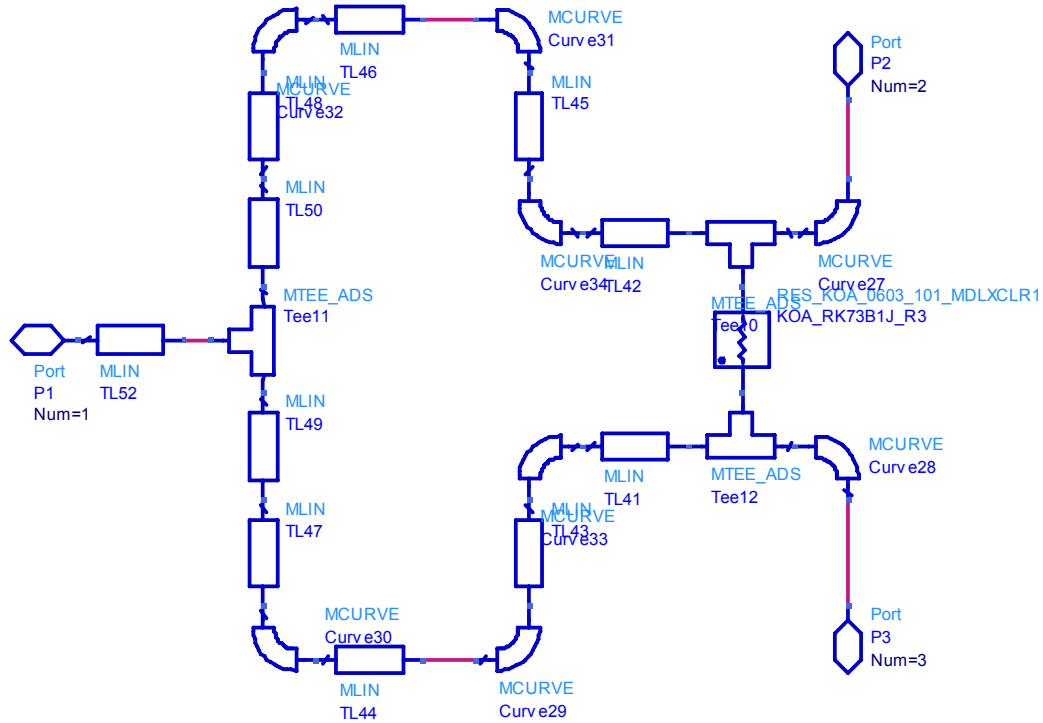 MCURVE
Curve31
MLIN
TL46
Port
P2
Num=2
MLIN
TL48
MCURVE
Curve32
MLIN
TL45
MLIN
TL50
MCURVE
Curve34
MLIN
TL42
MCURVE
Curve27
MTEE_ADS
Tee11
MTEE_ADS
Tee10
RES_KOA_0603_101_MDLXCLR1
KOA_RK73B1J_R3
Port
P1
Num=1
MLIN
TL52
MLIN
TL49
MLIN
TL41
MTEE_ADS
Tee12
MCURVE
Curve28
MLIN
TL47
MLIN
TL43
MCURVE
Curve33
MCURVE
Curve30
MLIN
TL44
MCURVE
Curve29
Port
P3
Num=3